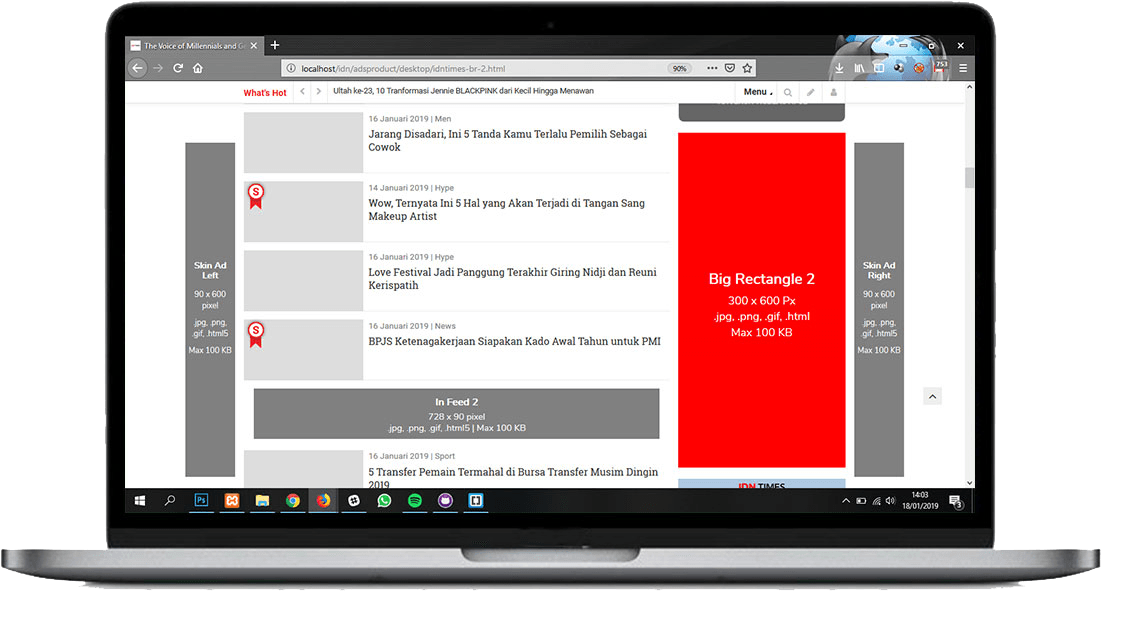 The Voice of Millennials and G
localhost/idn/adsproduct/desktop/idntimes-br-2.html
90%
753
What's Hot
Ultah ke-23, 10 Tranformasi Jennie BLACKPINK dari Kecil Hingga Menawan
Menu
16 Januari 2019 | Men
Jarang Disadari, Ini 5 Tanda Kamu Terlalu Pemilih Sebagai
Cowok
S
14 Januari 2019 | Hype
Wow, Ternyata Ini 5 Hal yang Akan Terjadi di Tangan Sang
Makeup Artist
16 Januari 2019 | Hype
Love Festival Jadi Panggung Terakhir Giring Nidji dan Reuni
Kerispatih
S
16 Januari 2019 | News
BPJS Ketenagakerjaan Siapakan Kado Awal Tahun untuk PMI
In Feed 2
728 x 90 pixel
.jpg, .png, .gif, .html5 | Max 100 KB
16 Januari 2019 | Sport
5 Transfer Pemain Termahal di Bursa Transfer Musim Dingin
2019
Skin Ad
Left
90 x 600
pixel
.jpg, .png,
.gif, .html5
Max 100 KB
Big Rectangle 2
300 x 600 Px
.jpg, .png, .gif, .html
Max 100 KB
IDN TIMES
Skin Ad
Right
90 x 600
pixel
.jpg, .png,
.gif, .html5
Max 100 KB
Ps
14:03
18/01/2019
3